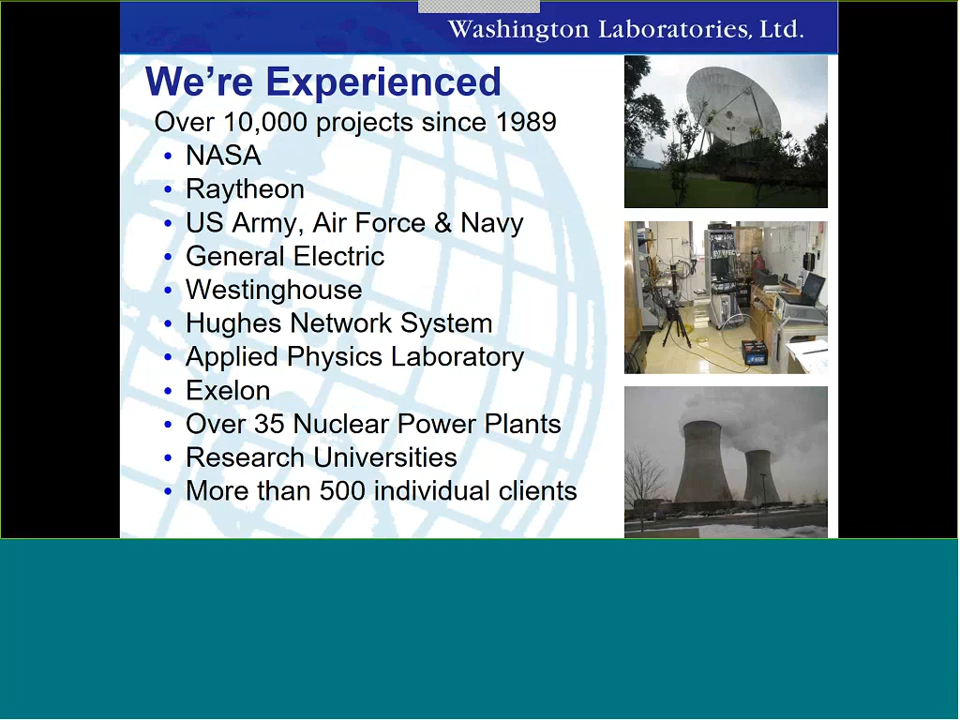 Washington Laboratories, Ltd.
We're Experienced
Over 10,000 projects since 1989
• NASA
• Raytheon
• US Army, Air Force & Navy
• General Electric
• Westinghouse
• Hughes Network System
• Applied Physics Laboratory
• Exelon
• Over 35 Nuclear Power Plants
• Research Universities
• More than 500 individual clients